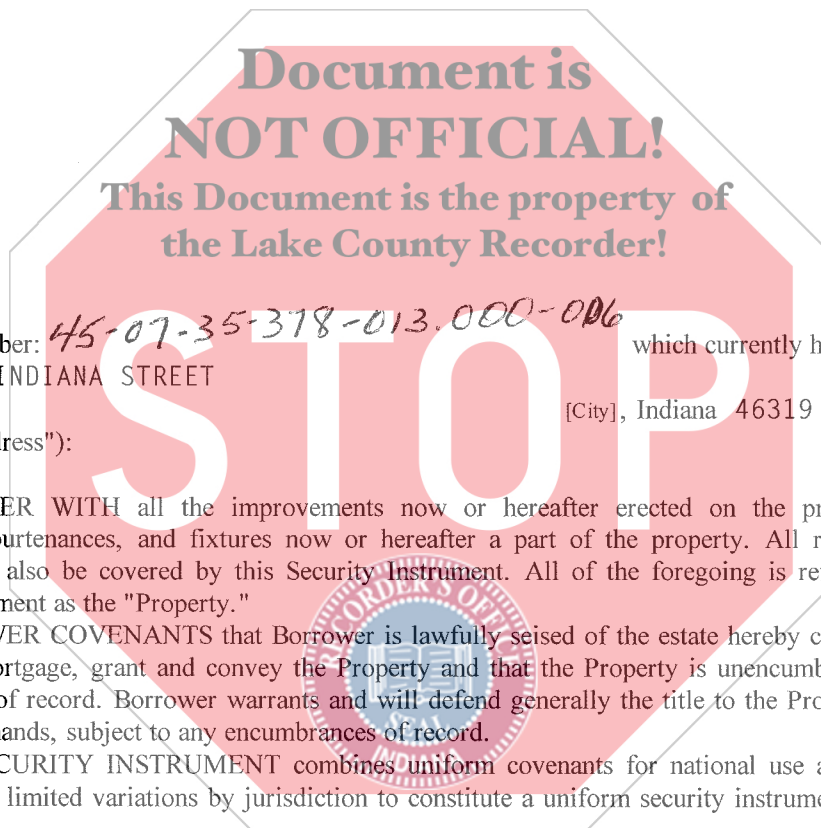 Document is
NOT OFFICIAL!
This Document is the property of
the Lake County Recorder!
ber: 45-07-35-378-013.000-006 which currently h
INDIANA STREET
[City], Indiana 46319
ress"):
ER WITH all the improvements now or hereafter erected on the pr
urtenances, and fixtures now or hereafter a part of the property. All r
also be covered by this Security Instrument. All of the foregoing is re
ment as the "Property."
VER COVENANTS that Borrower is lawfully seised of the estate hereby c
ortgage, grant and convey the Property and that the Property is unencumb
of record. Borrower warrants and will defend generally the title to the Pro
ands, subject to any encumbrances of record.
CURITY INSTRUMENT combines uniform covenants for national use a
limited variations by jurisdiction to constitute a uniform security instrume
STOP
RECORDER'S OFFICE
SEAL
INDIANA